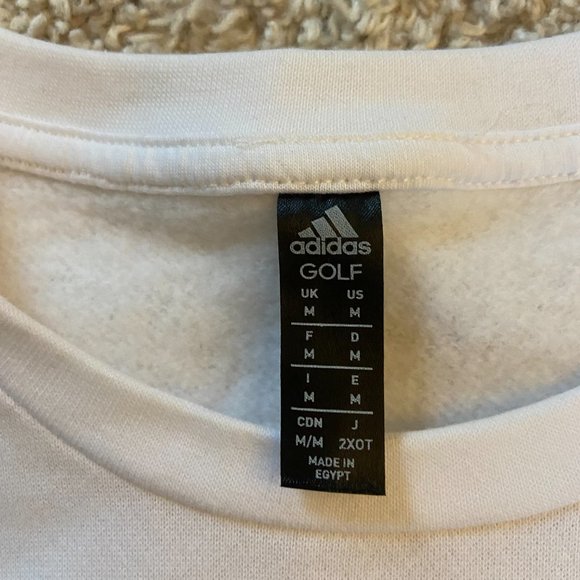 adidas
GOLF
UK US
M M
F D
M M
I E
M M
CDN J
M/M 2XOT
MADE IN
EGYPT